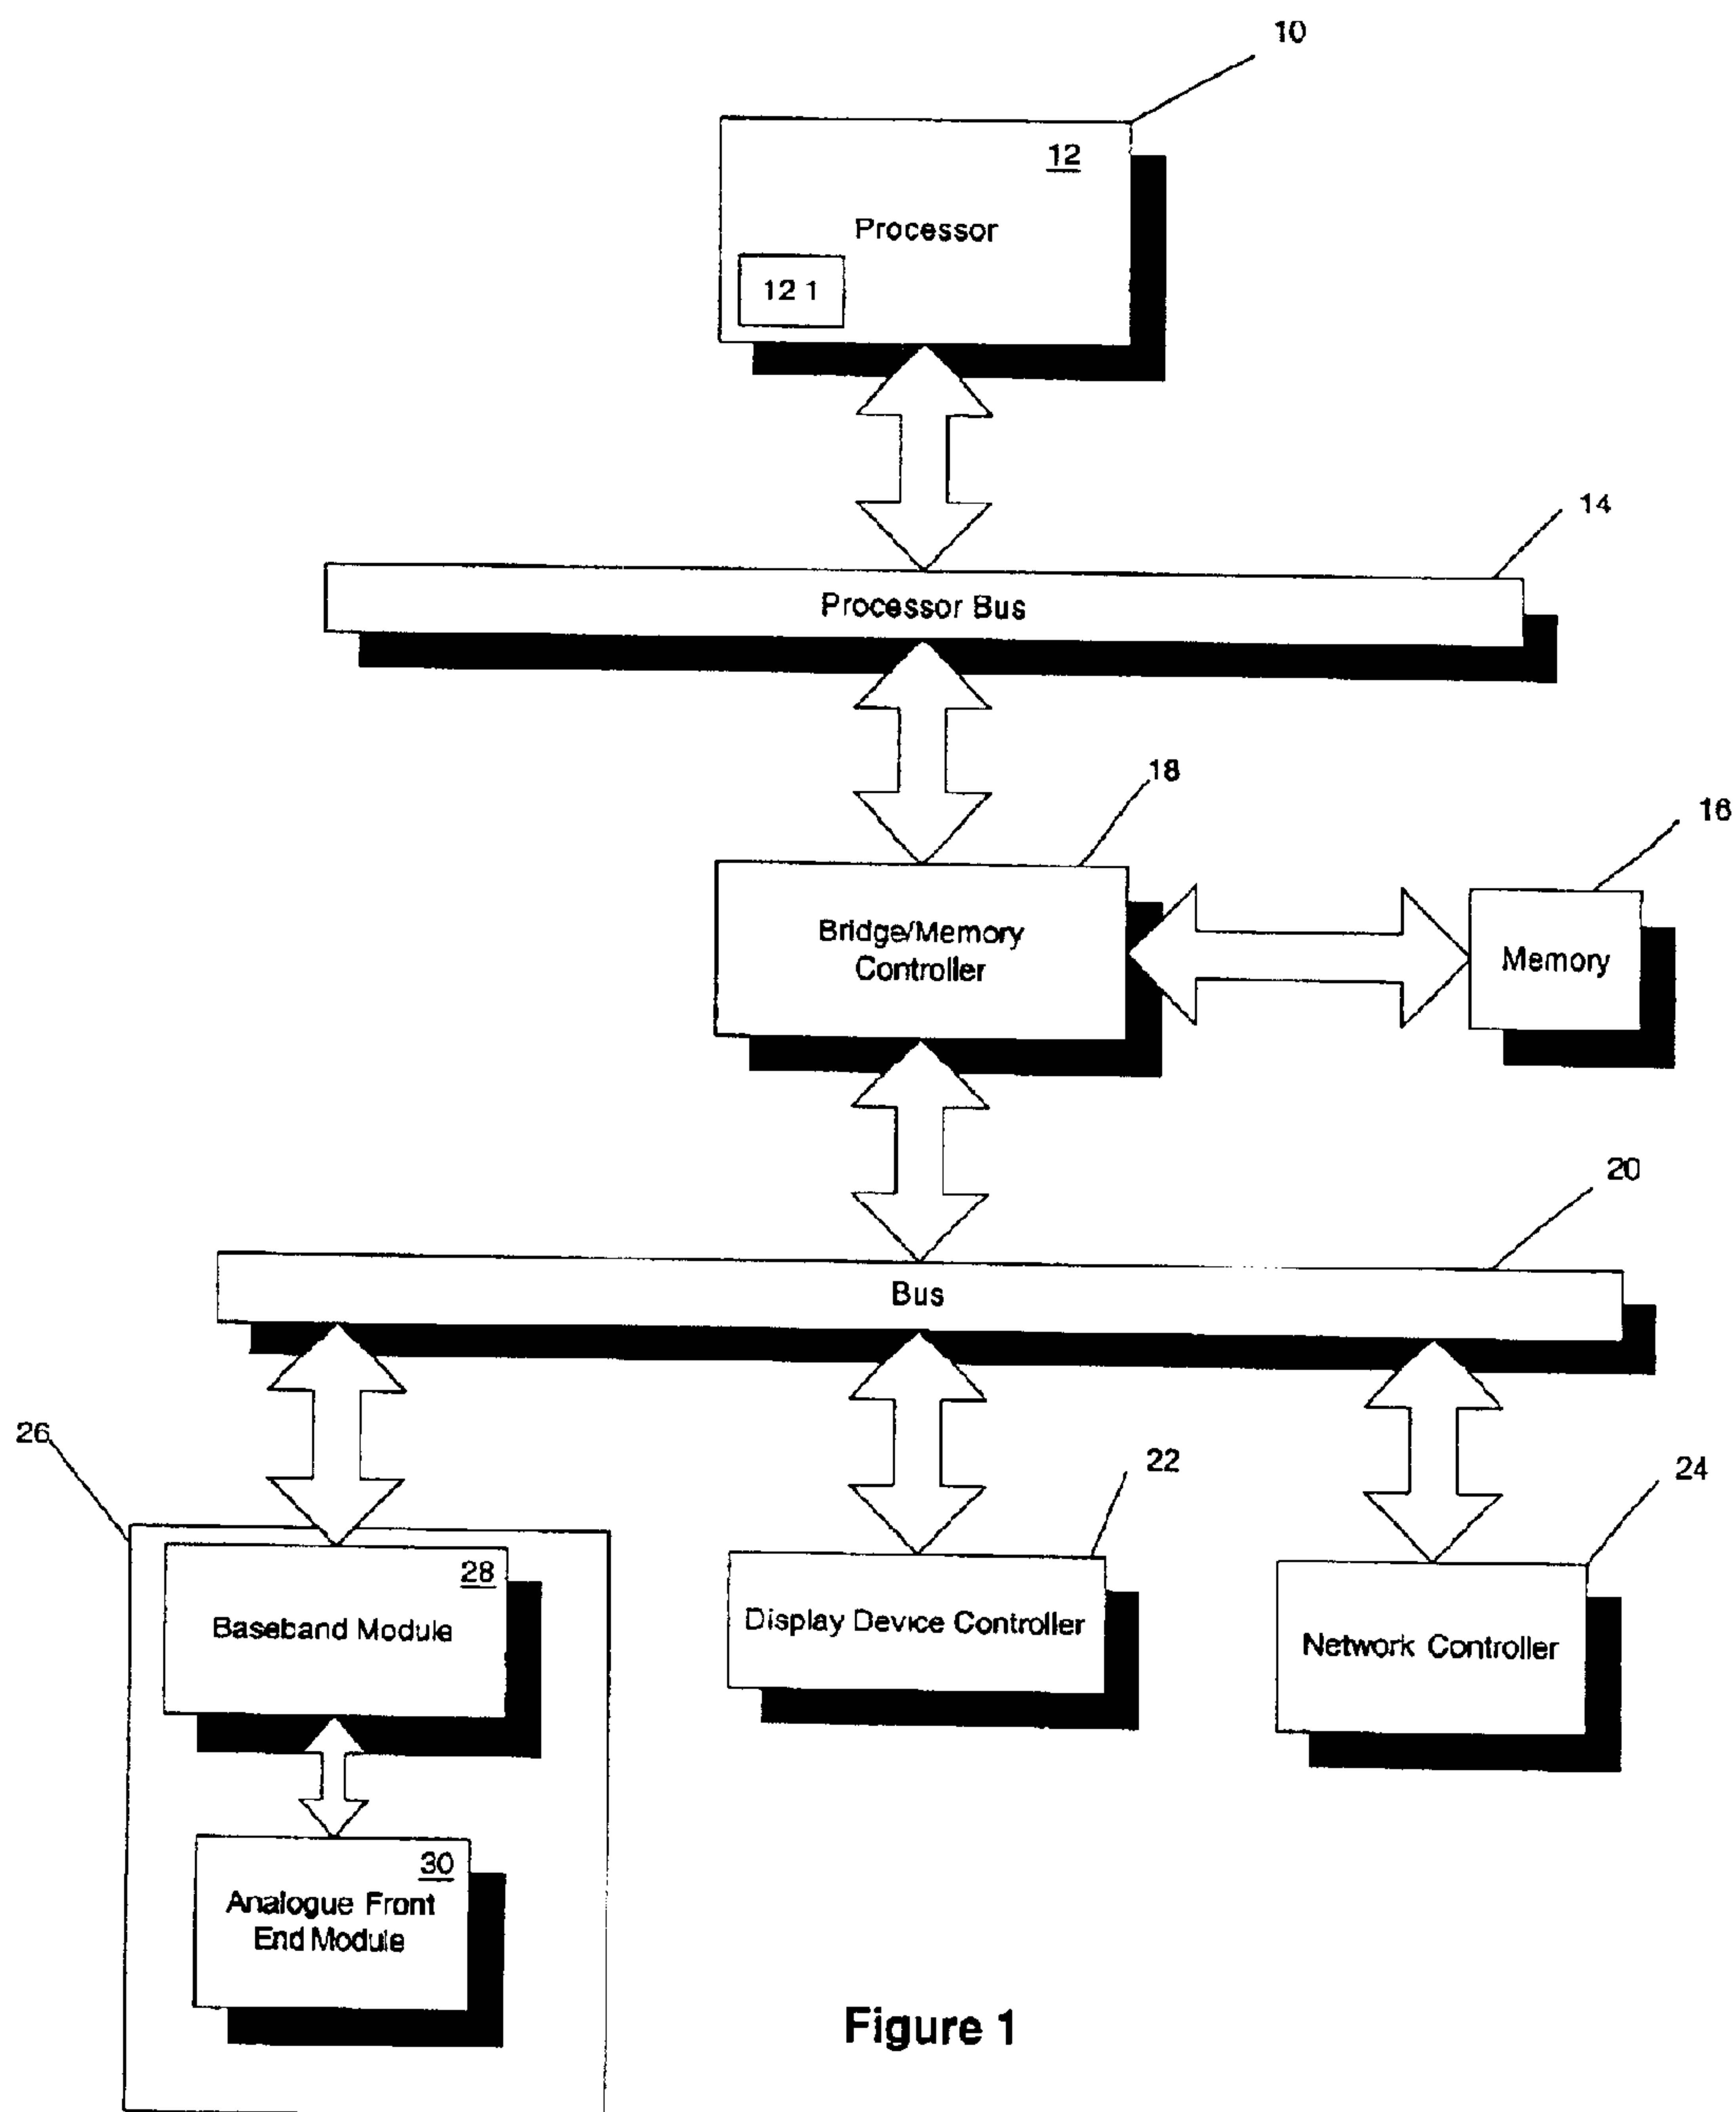 10
12
Processor
12 1
14
Processor Bus
18
16
Bridge/Memory
Controller
Memory
20
Bus
26
22
24
28
Baseband Module
Display Device Controller
Network Controller
30
Analogue Front
End Module
Figure 1